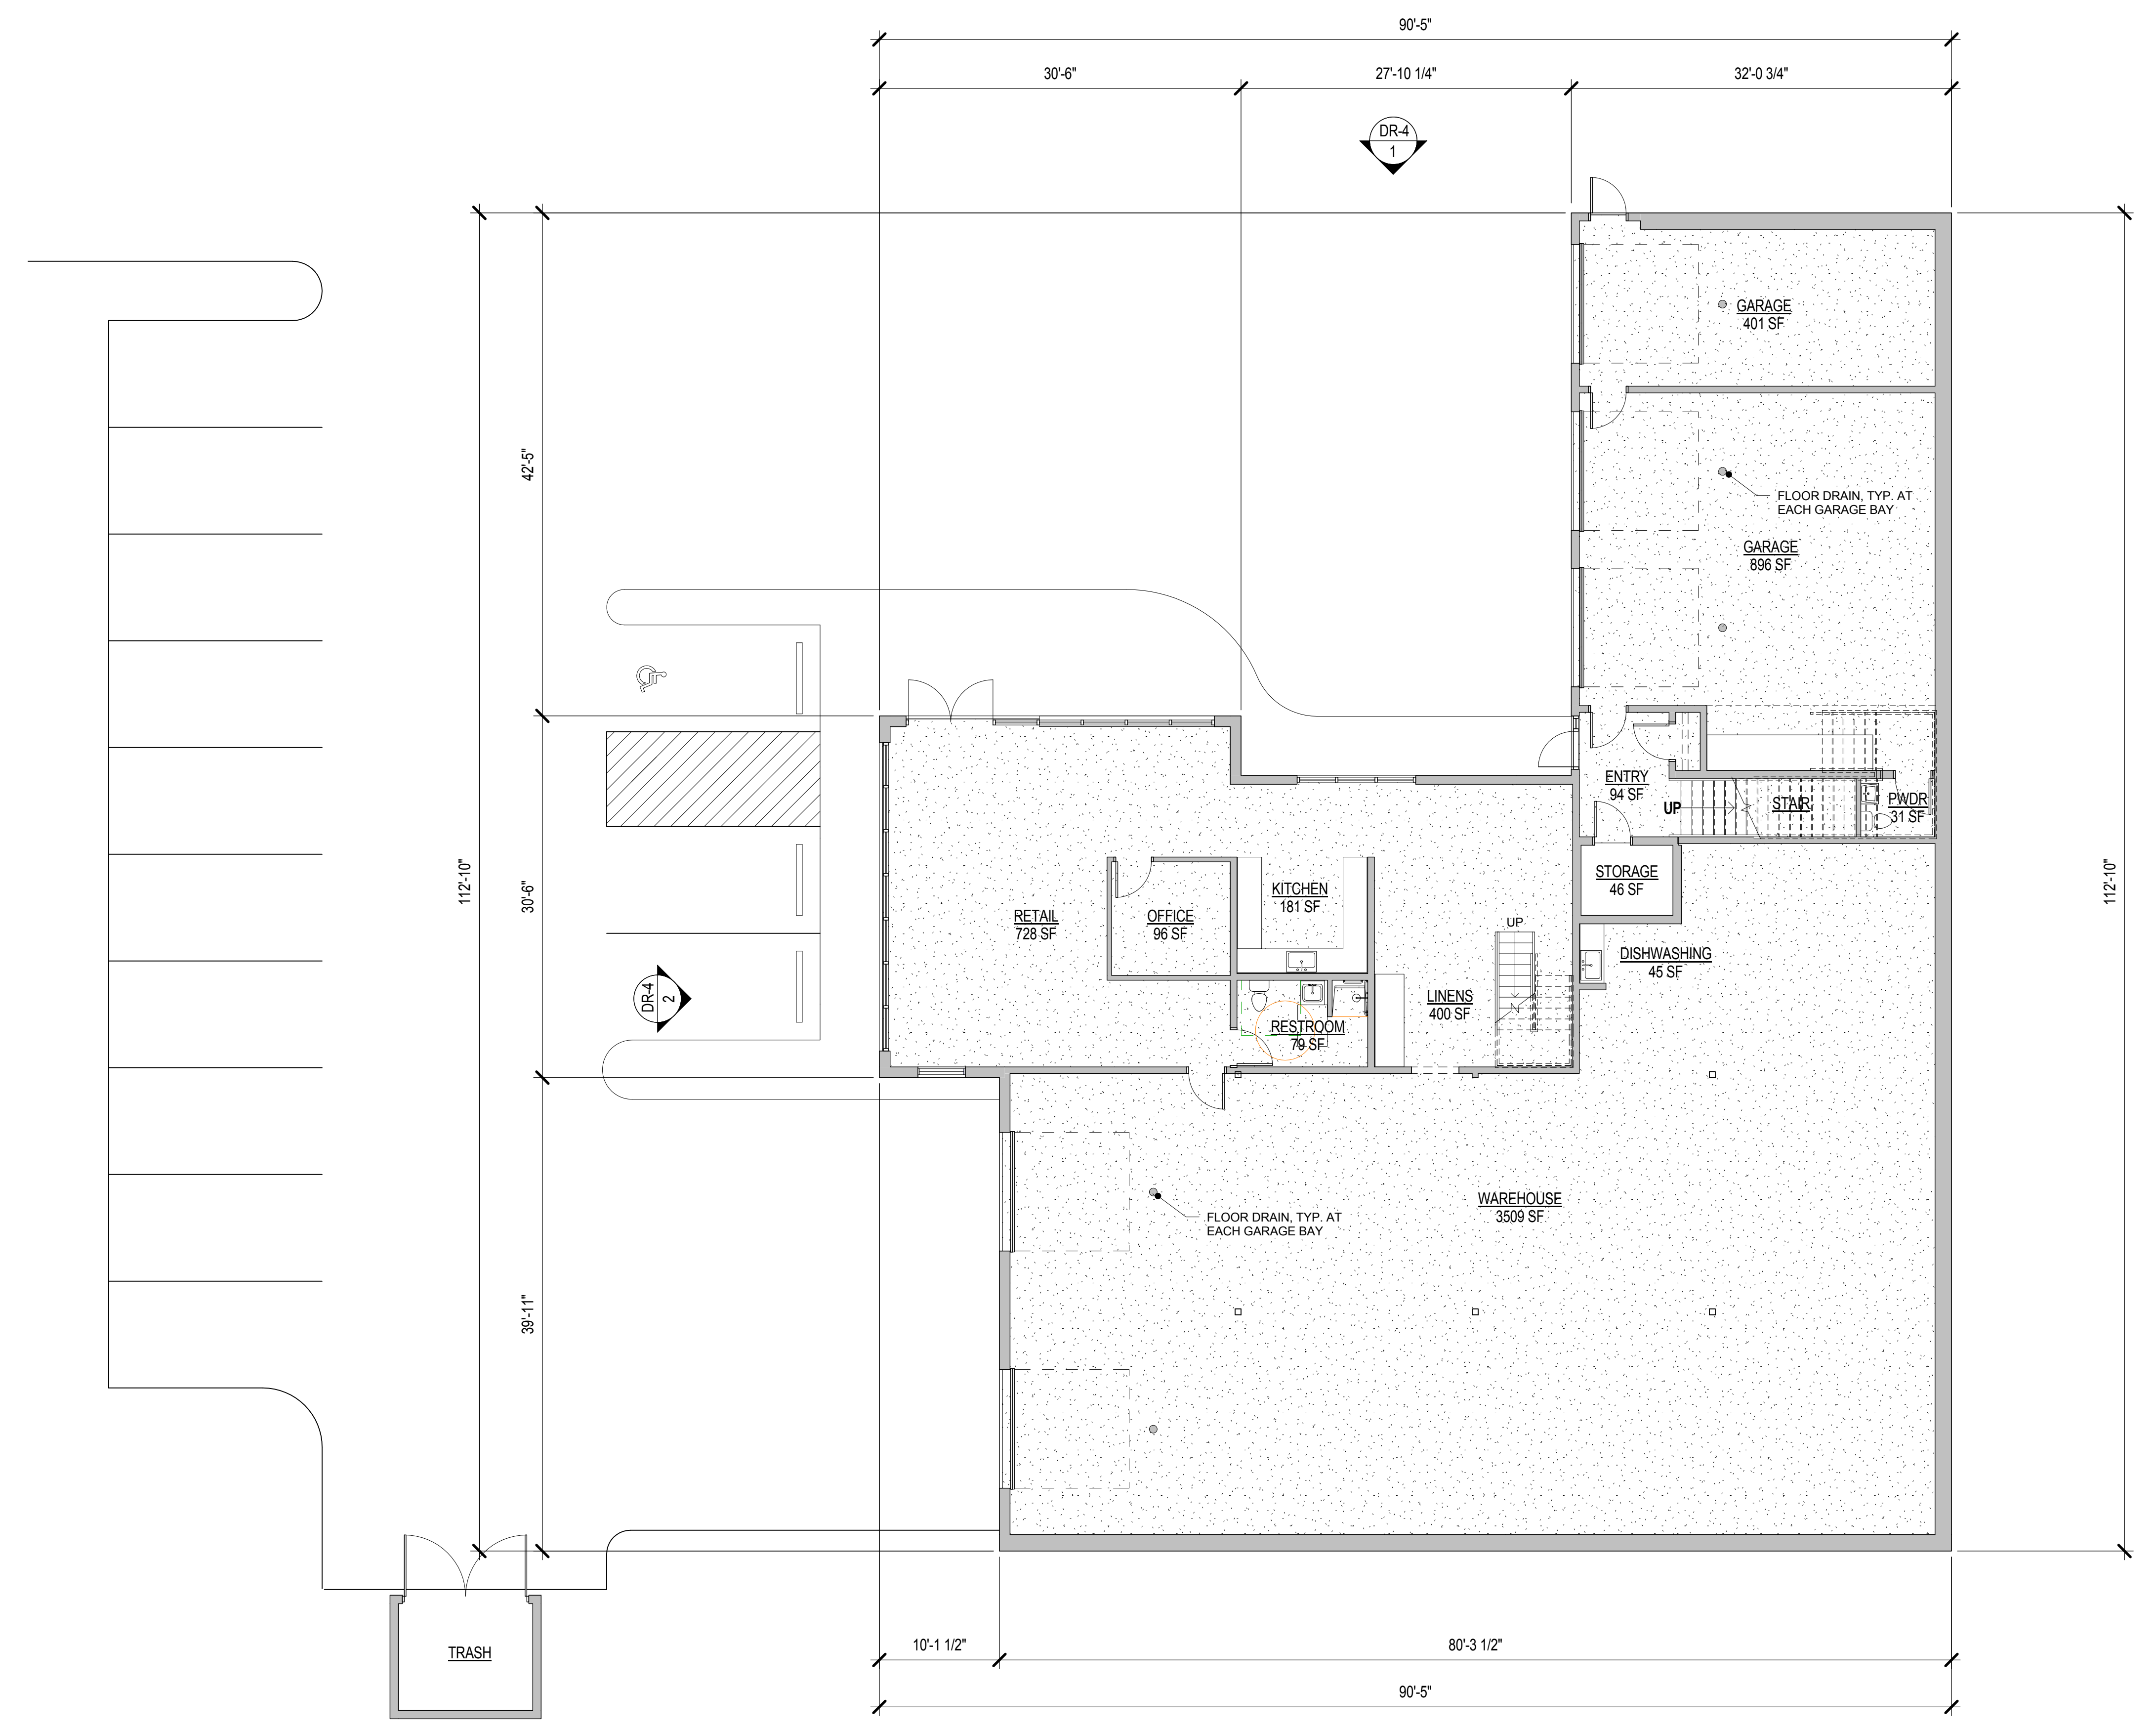 90'-5"
30'-6"
27'-10 1/4"
32'-0 3/4"
DR-4
1
GARAGE
401 SF
42'-5"
FLOOR DRAIN, TYP. AT
EACH GARAGE BAY
GARAGE
896 SF
ENTRY
94 SF
UP
STAIR
PWDR
31 SF
112'-10"
30'-6"
112'-10"
STORAGE
46 SF
KITCHEN
181 SF
RETAIL
728 SF
OFFICE
96 SF
UP
DISHWASHING
45 SF
DR-4
2
LINENS
400 SF
RESTROOM
79 SF
WAREHOUSE
3509 SF
FLOOR DRAIN, TYP. AT
EACH GARAGE BAY
39'-11"
TRASH
10'-1 1/2"
80'-3 1/2"
90'-5"